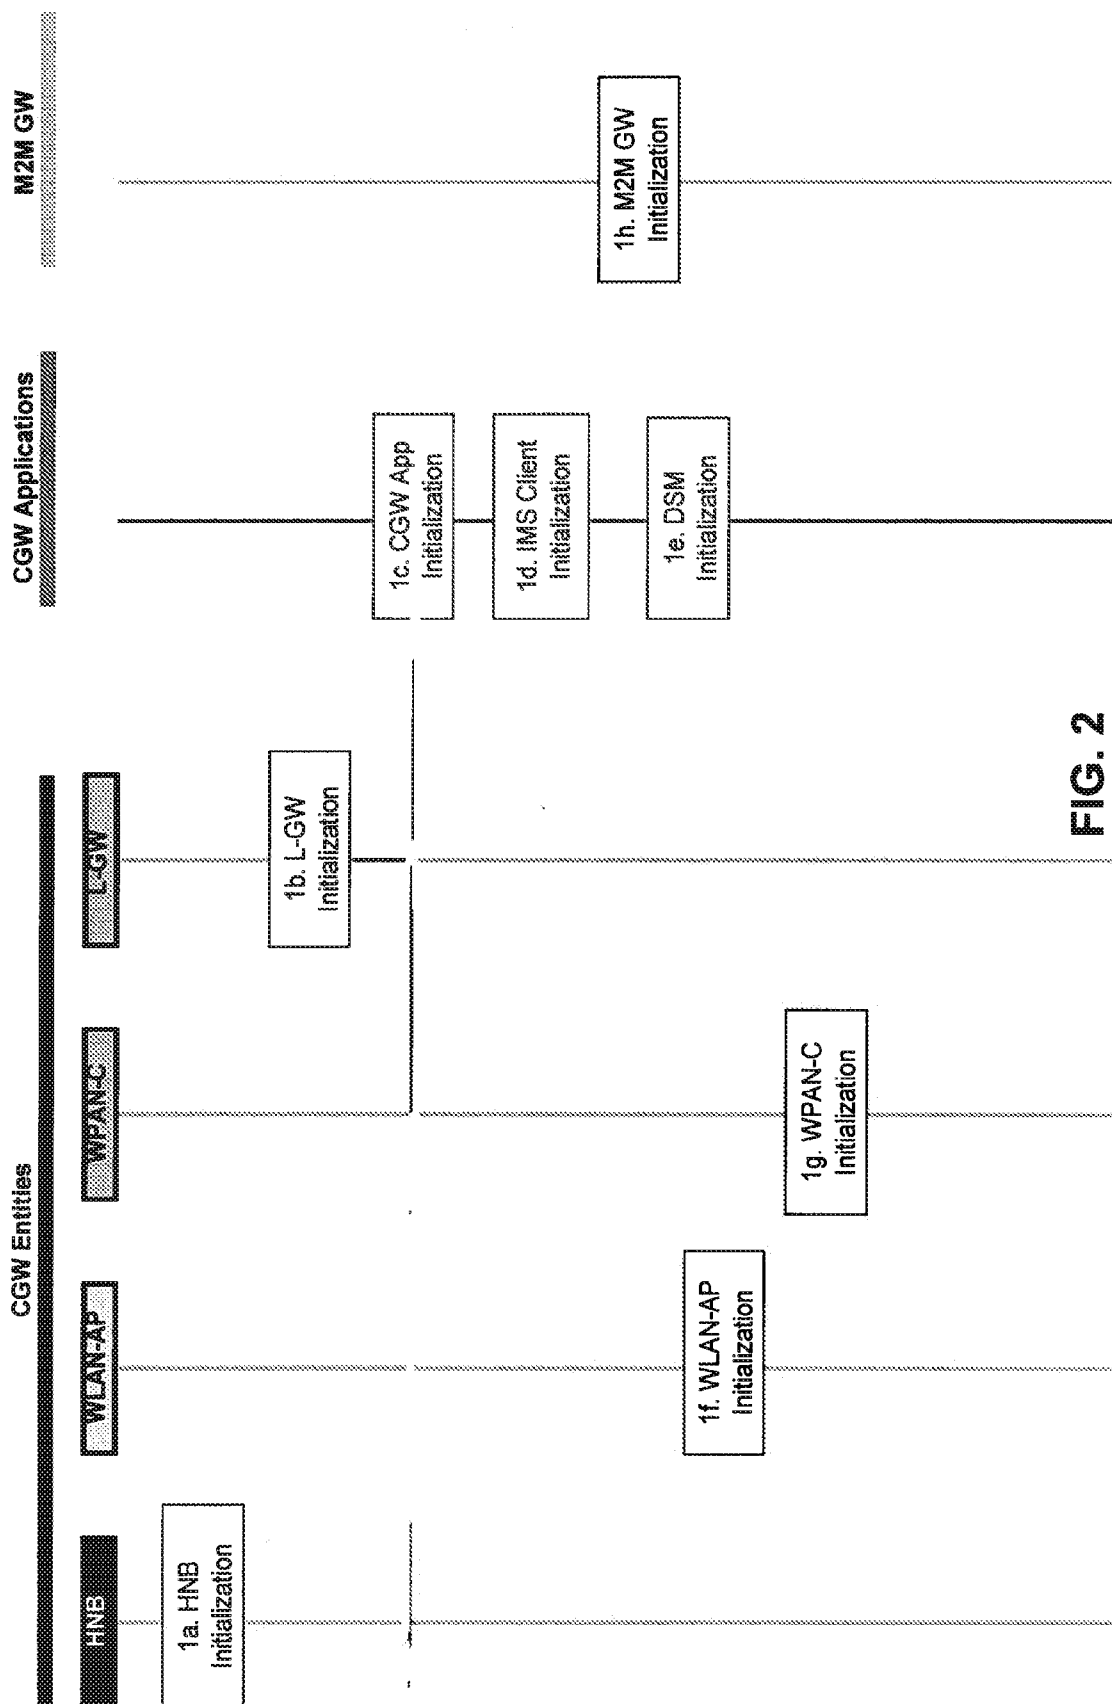 CGW Entities
CGW Applications
M2M GW
HNB
WLAN-AP
WPAN-C
L-GW
1a. HNB
Initialization
1b. L-GW
Initialization
1c. CGW App
Initialization
1d. IMS Client
Initialization
1h. M2M GW
Initialization
1e. DSM
Initialization
1f. WLAN-AP
Initialization
1g. WPAN-C
Initialization
FIG. 2